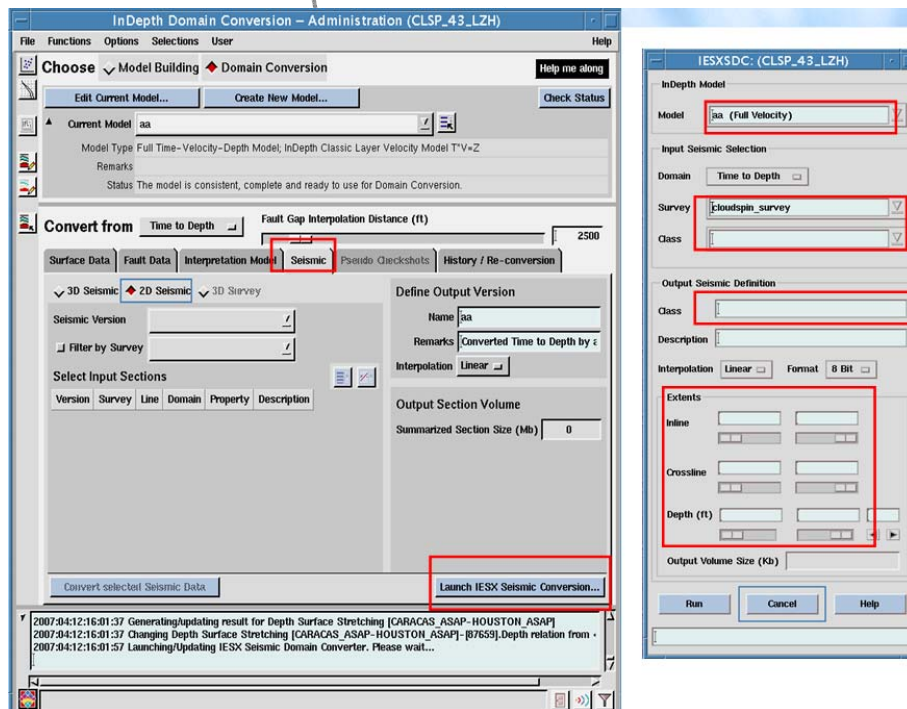 InDepth Domain Conversion – Administration (CLSP_43_LZH)
File Functions Options Selections User Help
Choose Model Building Domain Conversion Help me along
Edit Current Model... Create New Model... Check Status
Current Model aa
Model Type Full Time-Velocity-Depth Model; InDepth Classic Layer Velocity Model T*V=Z
Remarks
Status The model is consistent, complete and ready to use for Domain Conversion.
Convert from Time to Depth Fault Gap Interpolation Distance (ft) 2500
Surface Data Fault Data Interpretation Model Seismic Pseudo Checkshots History / Re-conversion
3D Seismic 2D Seismic 3D Survey
Seismic Version
Filter by Survey
Select Input Sections
Version Survey Line Domain Property Description
Define Output Version
Name aa
Remarks Converted Time to Depth by a
Interpolation Linear
Output Section Volume
Summarized Section Size (Mb) 0
Convert selected Seismic Data Launch IESX Seismic Conversion...
2007:04:12:16:01:37 Generating/updating result for Depth Surface Stretching [CARACAS_ASAP-HOUSTON_ASAP]
2007:04:12:16:01:37 Changing Depth Surface Stretching [CARACAS_ASAP-HOUSTON_ASAP]-[87659].Depth relation from
2007:04:12:16:01:57 Launching/Updating IESX Seismic Domain Converter. Please wait...
IESXSDC: (CLSP_43_LZH)
InDepth Model
Model aa (Full Velocity)
Input Seismic Selection
Domain Time to Depth
Survey cloudspin_survey
Class
Output Seismic Definition
Class
Description
Interpolation Linear Format 8 Bit
Extents
Inline
Crossline
Depth (ft)
Output Volume Size (Kb)
Run Cancel Help